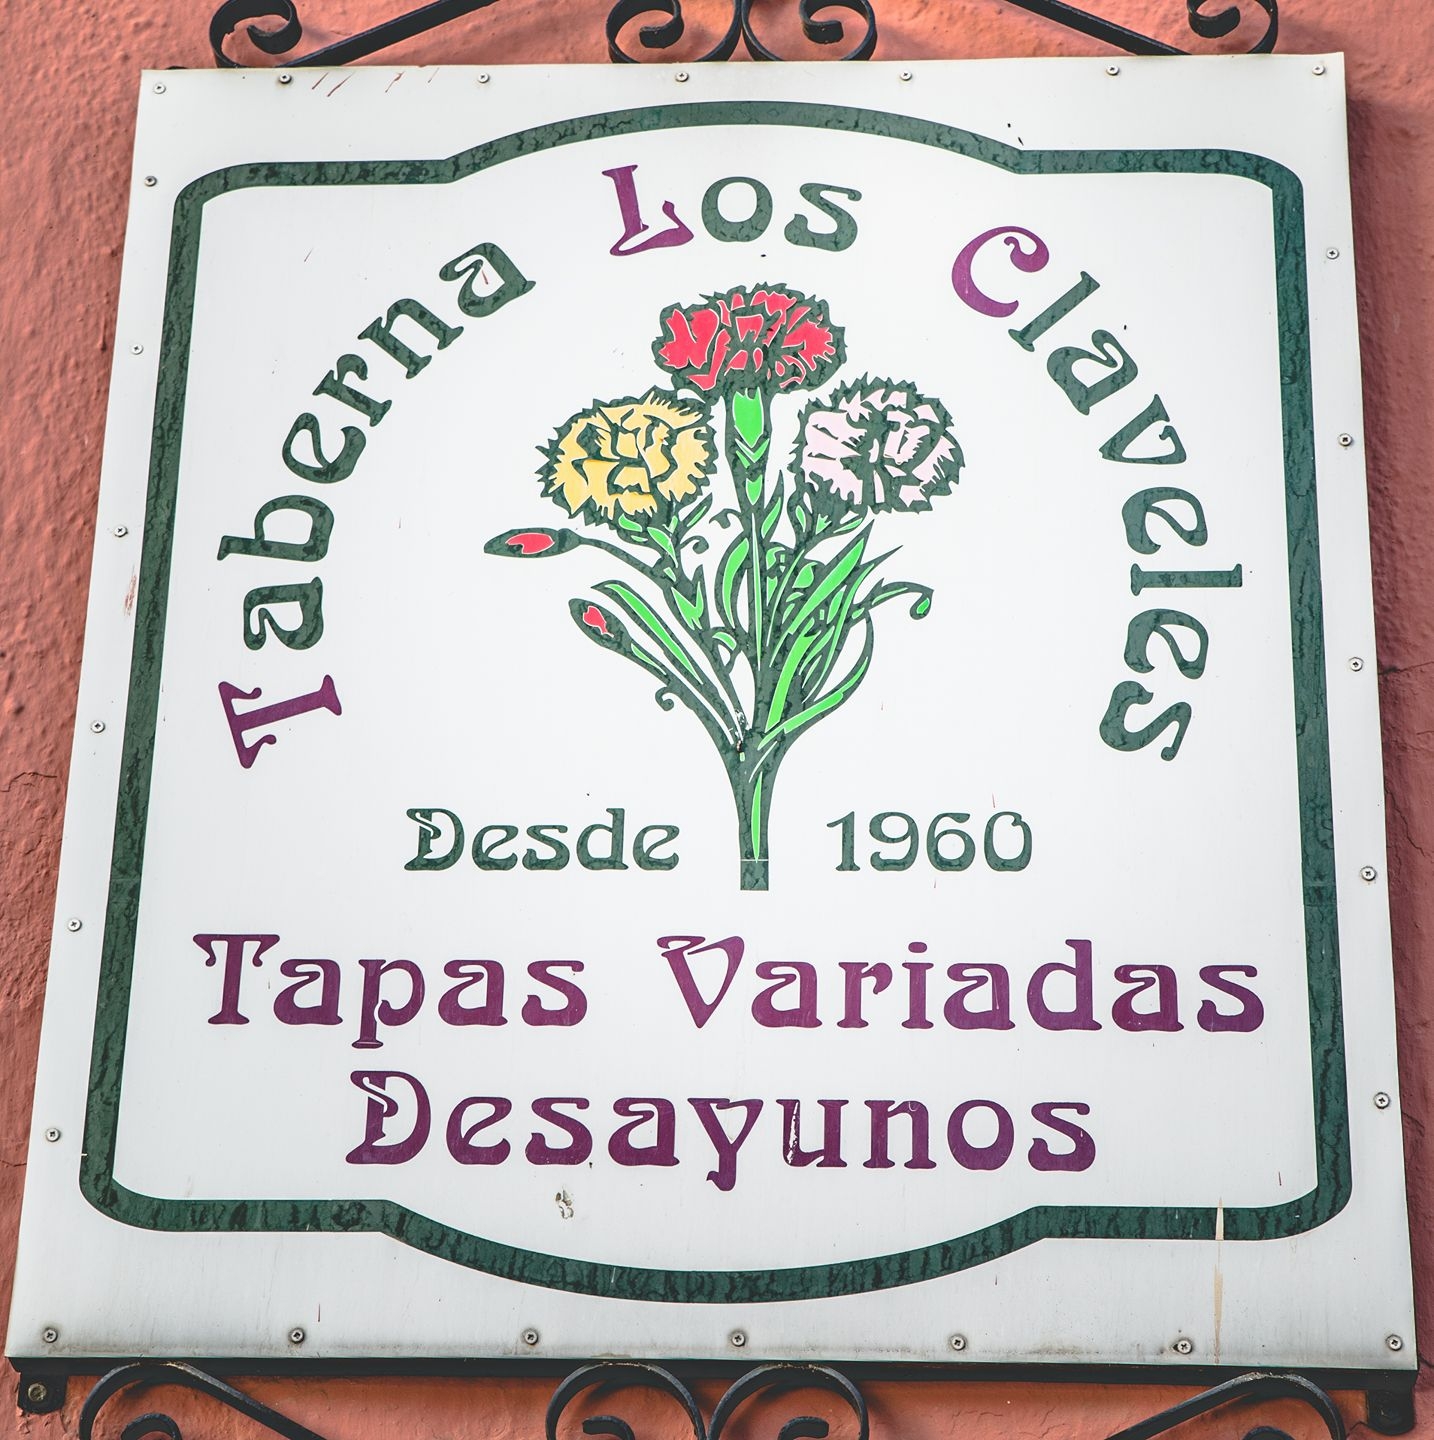 Taberna Los Claveles
Desde 1960
Tapas Variadas
Desayunos